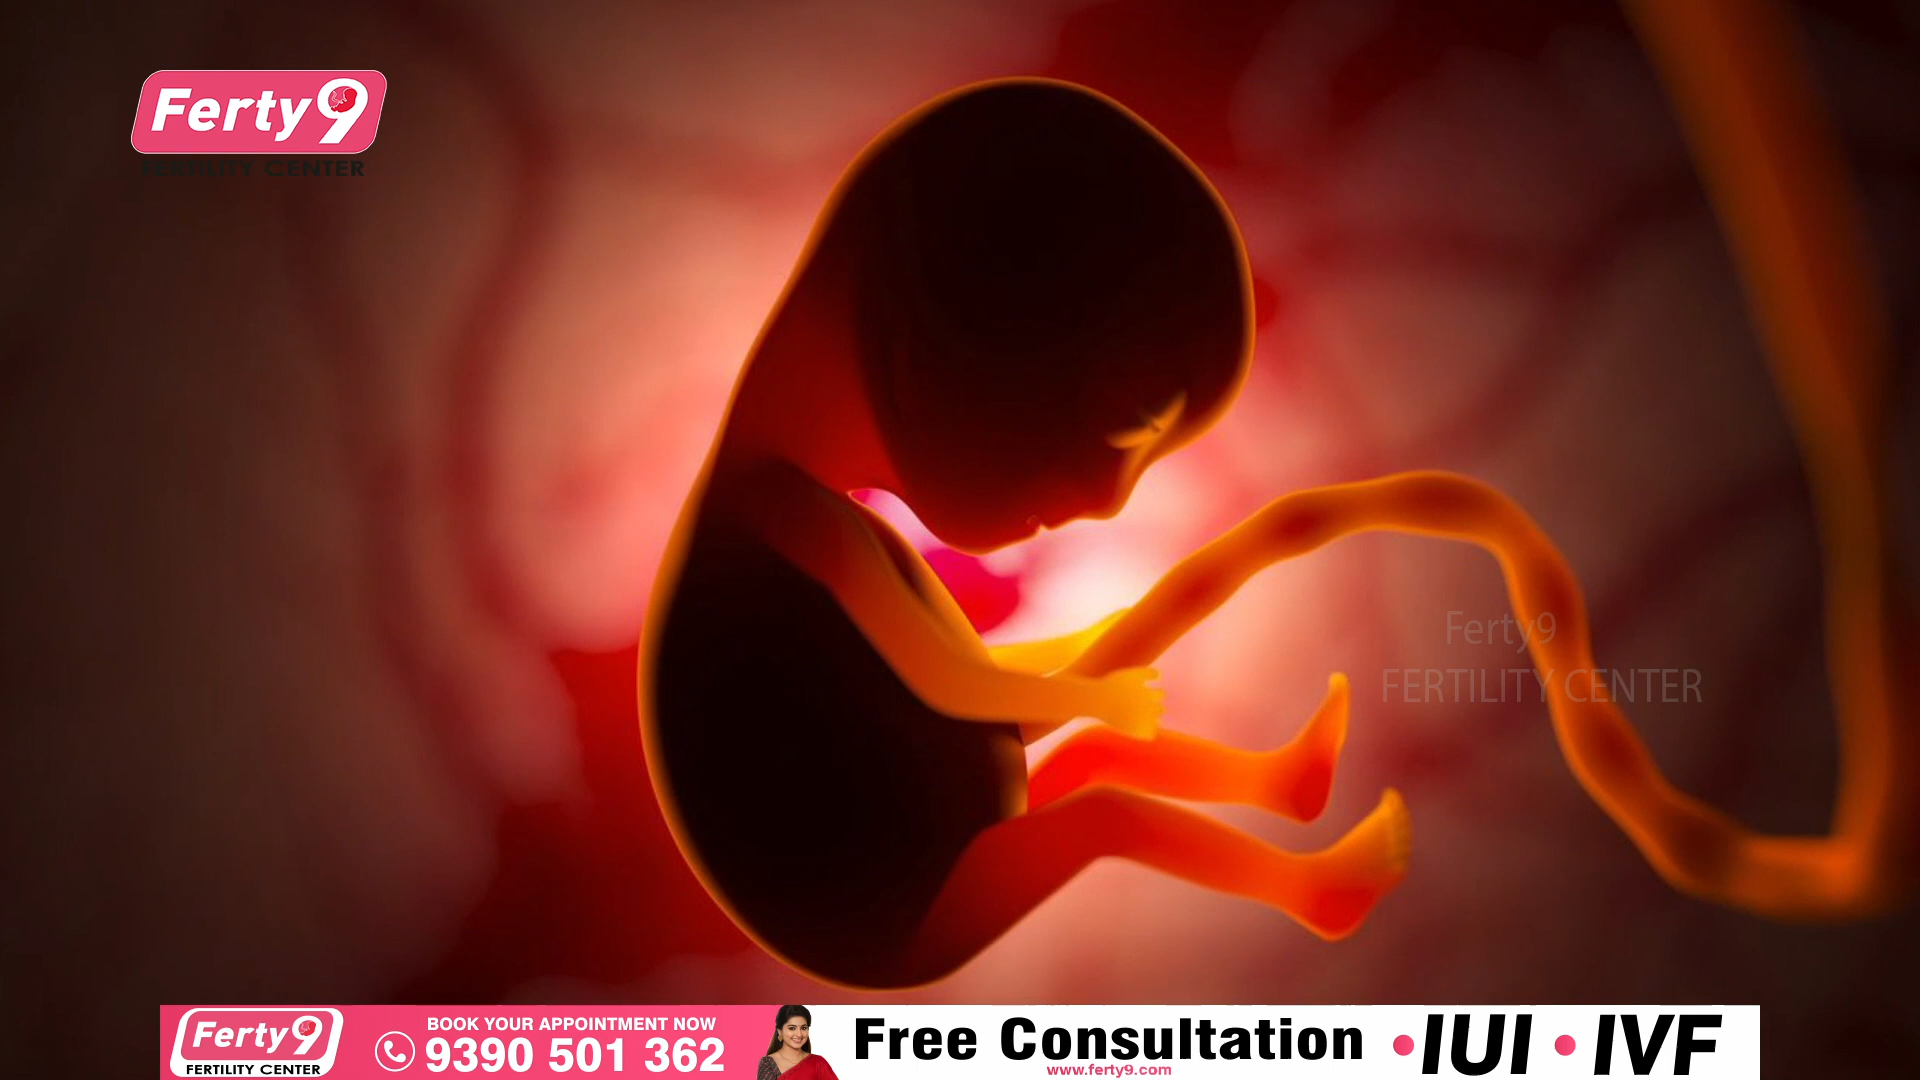 Ferty9
FERTILITY CENTER
Ferty9
FERTILITY CENTER
Ferty9
FERTILITY CENTER
BOOK YOUR APPOINTMENT NOW
9390 501 362
Free Consultation
www.ferty9.com
• IUI • IVF